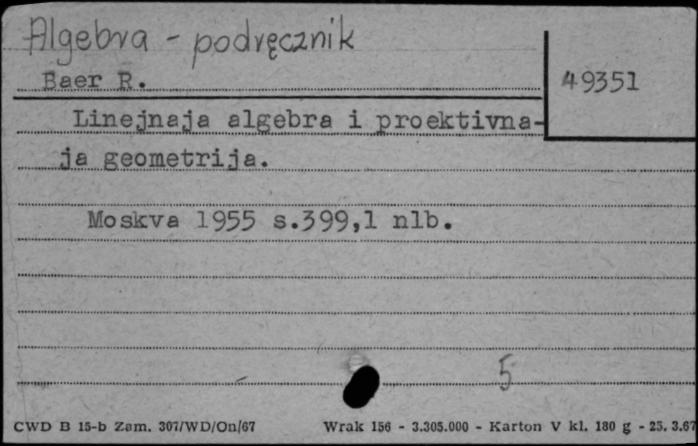 Algebra - podręcznik
Baer R.
49351
Linejnaja algebra i proektivna-
ja geometrija.
Moskva 1955 s.399,1 nlb.
5
CWD B 15-b Zam. 307/WD/On/67 Wrak 156 - 3.305.000 - Karton V kl. 180 g - 25. 3.67